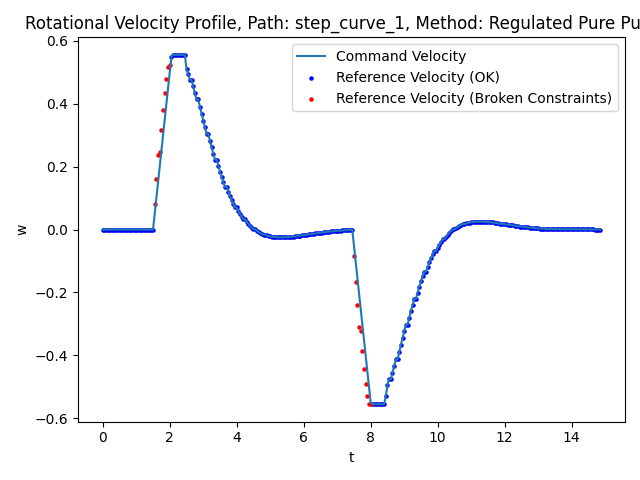 Rotational Velocity Profile, Path: step_curve_1, Method: Regulated Pure Pu
Command Velocity
Reference Velocity (OK)
Reference Velocity (Broken Constraints)
0.6
0.4
0.2
0.0
−0.2
−0.4
−0.6
w
0 2 4 6 8 10 12 14
t